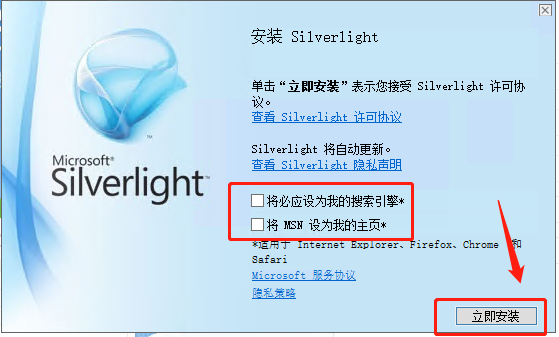 安装 Silverlight
单击“立即安装”表示您接受 Silverlight 许可协
议。
查看 Silverlight 许可协议
Silverlight 将自动更新。
查看 Silverlight 隐私声明
Microsoft®
Silverlight™
将必应设为我的搜索引擎*
将 MSN 设为我的主页*
*适用于 Internet Explorer、Firefox、Chrome 和
Safari
Microsoft 服务协议
隐私策略
立即安装